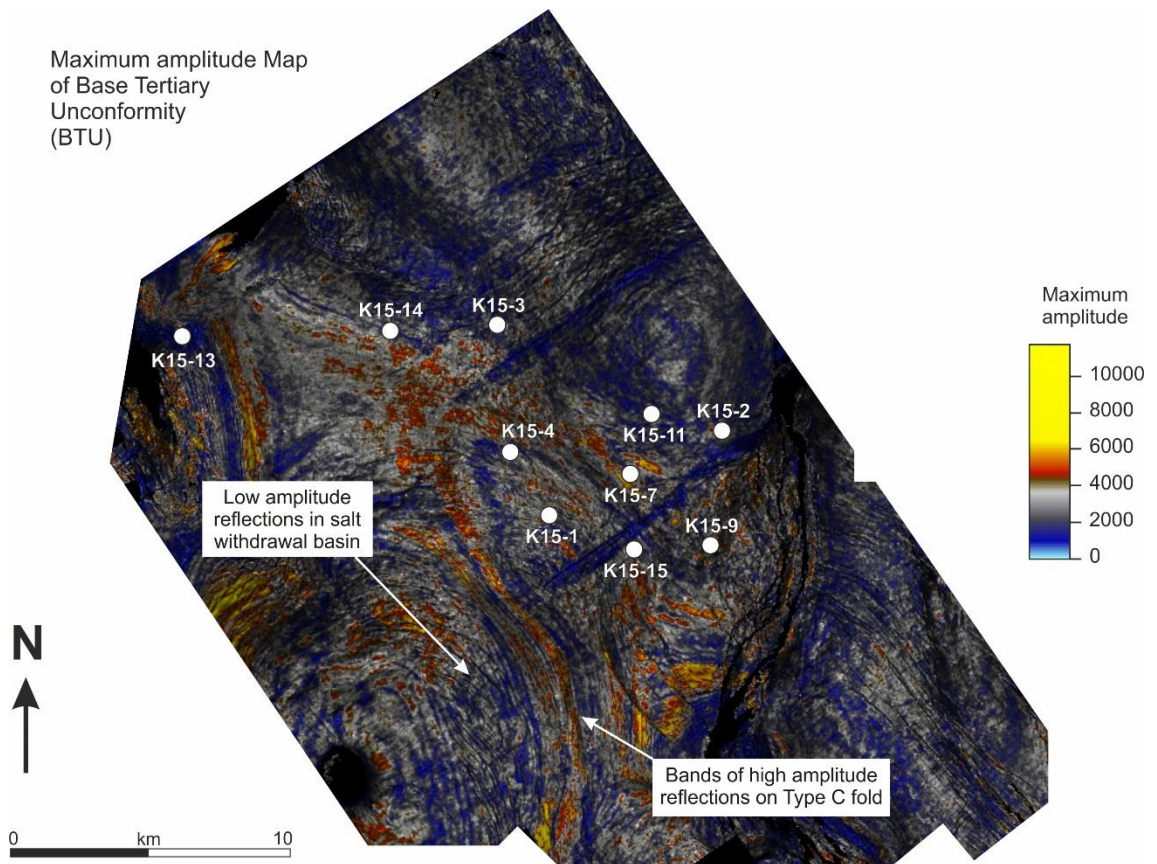 Maximum amplitude Map
of Base Tertiary
Unconformity
(BTU)
K15-14
K15-3
K15-13
K15-4
K15-11
K15-2
K15-7
K15-1
K15-9
K15-15
Maximum
amplitude
10000
8000
6000
4000
2000
0
Low amplitude
reflections in salt
withdrawal basin
Bands of high amplitude
reflections on Type C fold
N
0 km 10